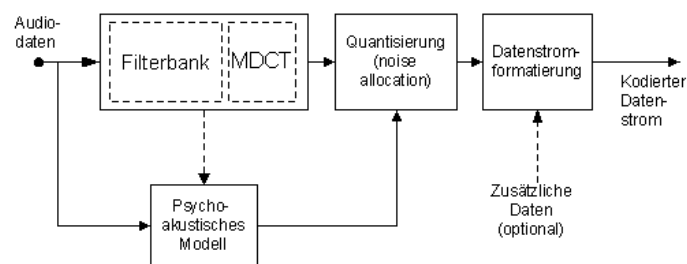 Audio-
daten
Filterbank
MDCT
Quantisierung
(noise
allocation)
Datenstrom-
formatierung
Kodierter
Daten-
strom
Psycho-
akustisches
Modell
Zusätzliche
Daten
(optional)